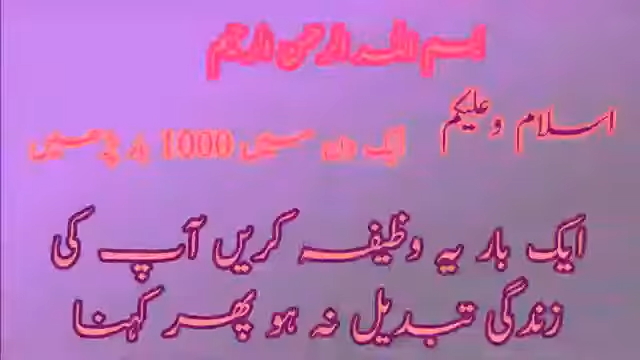 بسم اللہ الرحمن الرحیم
اسلام وعلیکم
ایک دن میں 1000 بار پڑھیں
ایک بار یہ وظیفہ کریں آپ کی
زندگی تبدیل نہ ہو پھر کہنا